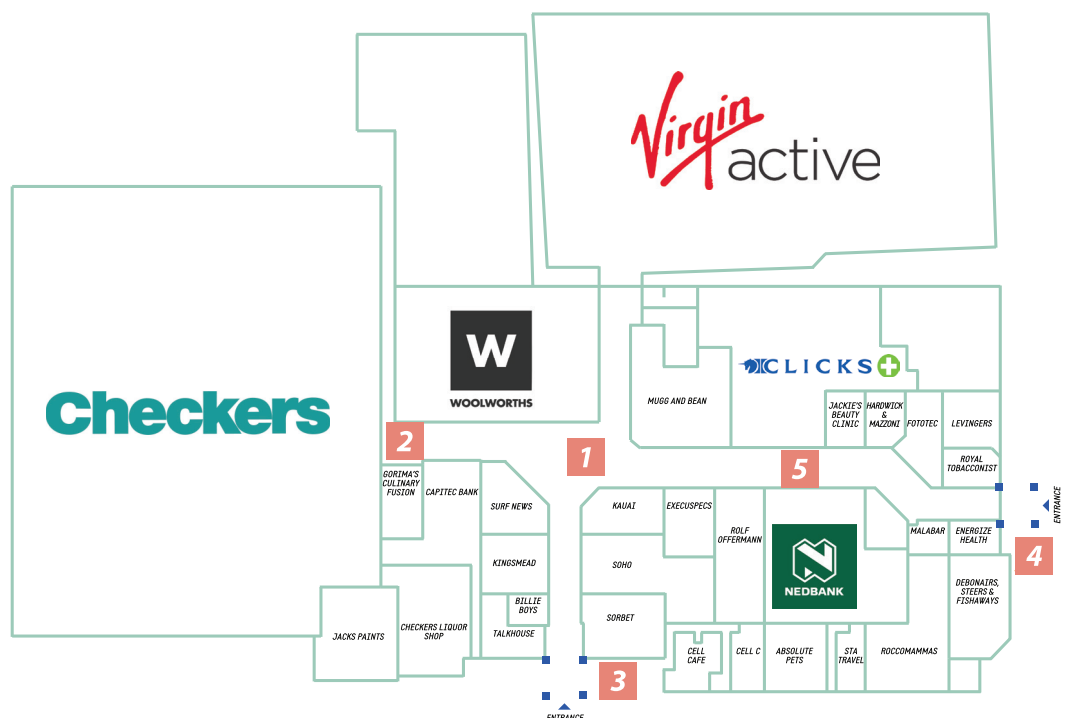 Virgin
active
W
WOOLWORTHS
Checkers
CLICKS
MUGG AND BEAN
JACKIE'S
BEAUTY
CLINIC
HARDWICK
&
MAZZONI
FOTOTEC
LEVINGERS
ROYAL
TOBACCONIST
2
1
5
GORIMA'S
CULINARY
FUSION
CAPITEC BANK
SURF NEWS
KAUAI
EXECUSPECS
ROLF
OFFERMANN
NEDBANK
MALABAR
ENERGIZE
HEALTH
ENTRANCE
4
KINGSMEAD
SOHO
DEBONAIRS,
STEERS &
FISHAWAYS
BILLIE
BOYS
SORBET
JACKS PAINTS
CHECKERS LIQUOR
SHOP
TALKHOUSE
CELL
CAFE
CELL C
ABSOLUTE
PETS
STA
TRAVEL
ROCCOMAMMAS
3
ENTRANCE